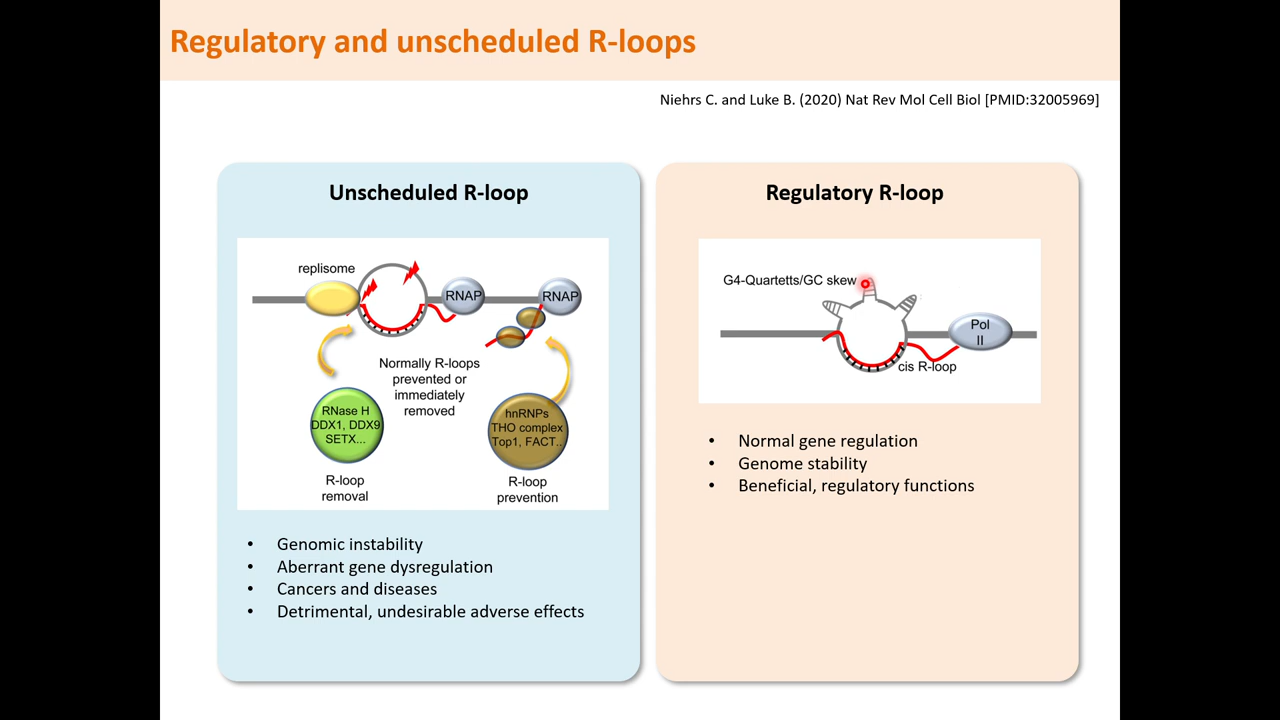 Regulatory and unscheduled R-loops
Niehrs C. and Luke B. (2020) Nat Rev Mol Cell Biol [PMID:32005969]
Unscheduled R-loop
replisome
RNAP
RNAP
Normally R-loops
prevented or
immediately
removed
RNase H
DDX1, DDX9
SETX...
R-loop
removal
hnRNPs
THO complex
Top1, FACT..
R-loop
prevention
• Genomic instability
• Aberrant gene dysregulation
• Cancers and diseases
• Detrimental, undesirable adverse effects
Regulatory R-loop
G4-Quartetts/GC skew
Pol
II
cis R-loop
• Normal gene regulation
• Genome stability
• Beneficial, regulatory functions